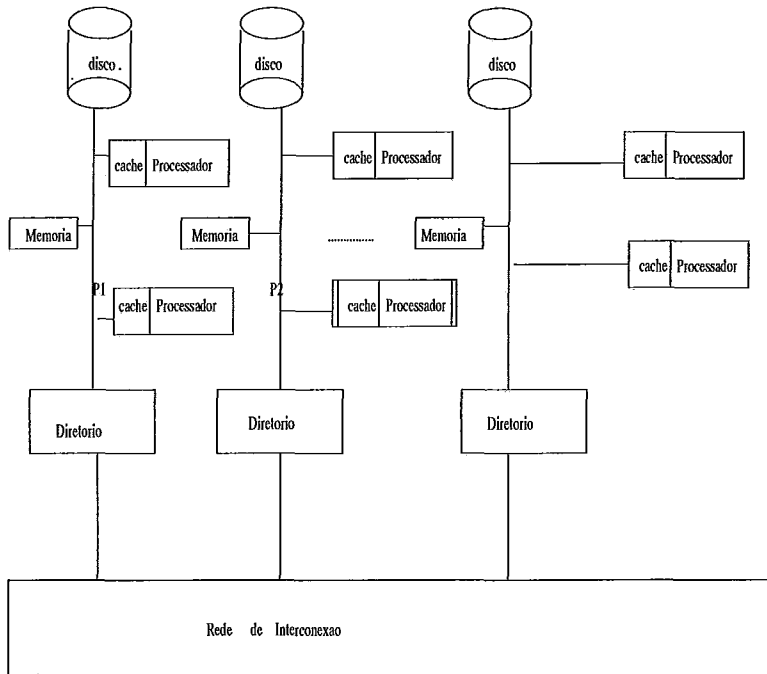 disco.
disco
disco
cache Processador
cache Processador
cache Processador
Memoria
Memoria
..............
Memoria
cache Processador
P1
P2
cache Processador
cache Processador
Diretorio
Diretorio
Diretorio
Rede de Interconexao